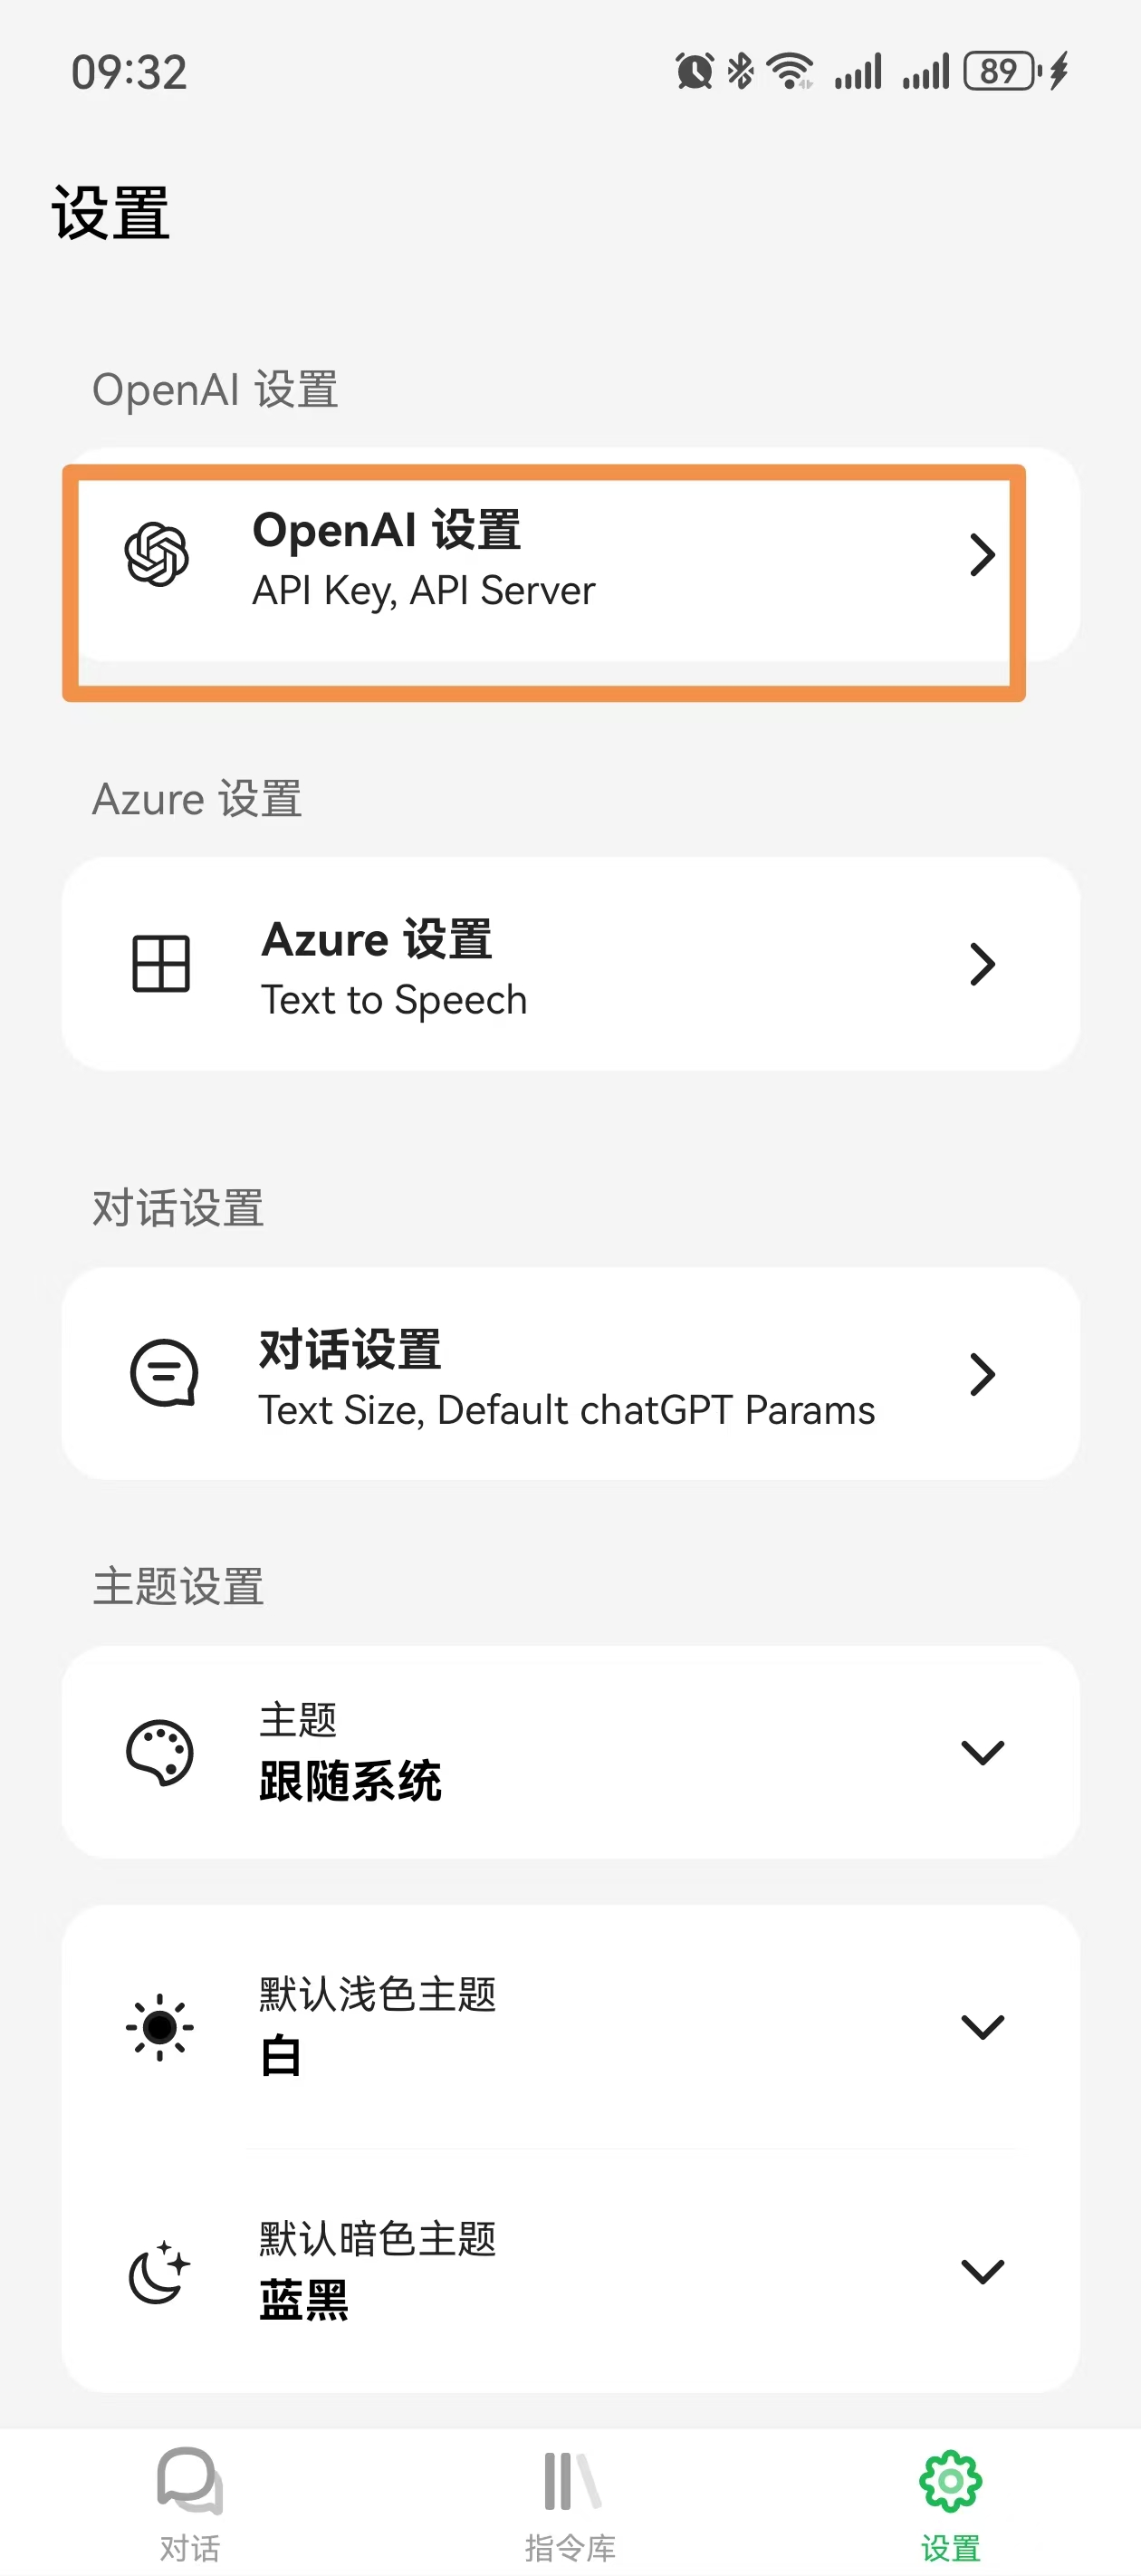 09:32
89
设置
OpenAI 设置
OpenAI 设置
API Key, API Server
Azure 设置
Azure 设置
Text to Speech
对话设置
对话设置
Text Size, Default chatGPT Params
主题设置
主题
跟随系统
默认浅色主题
白
默认暗色主题
蓝黑
对话
指令库
设置